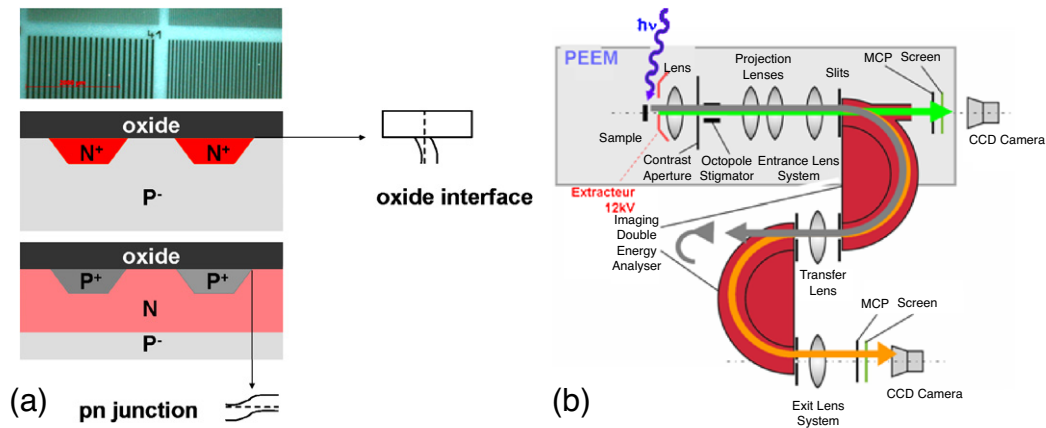 41
oxide
N+ N+
P-
oxide interface
oxide
P+ P+
N
P-
(a)
pn junction
ħν
PEEM
Lens
Projection
Lenses
Slits
MCP
Screen
Sample
Contrast
Aperture
Octopole
Stigmator
Entrance Lens
System
CCD Camera
Extracteur
12kV
Imaging
Double
Energy
Analyser
Transfer
Lens
MCP
Screen
CCD Camera
Exit Lens
System
(b)